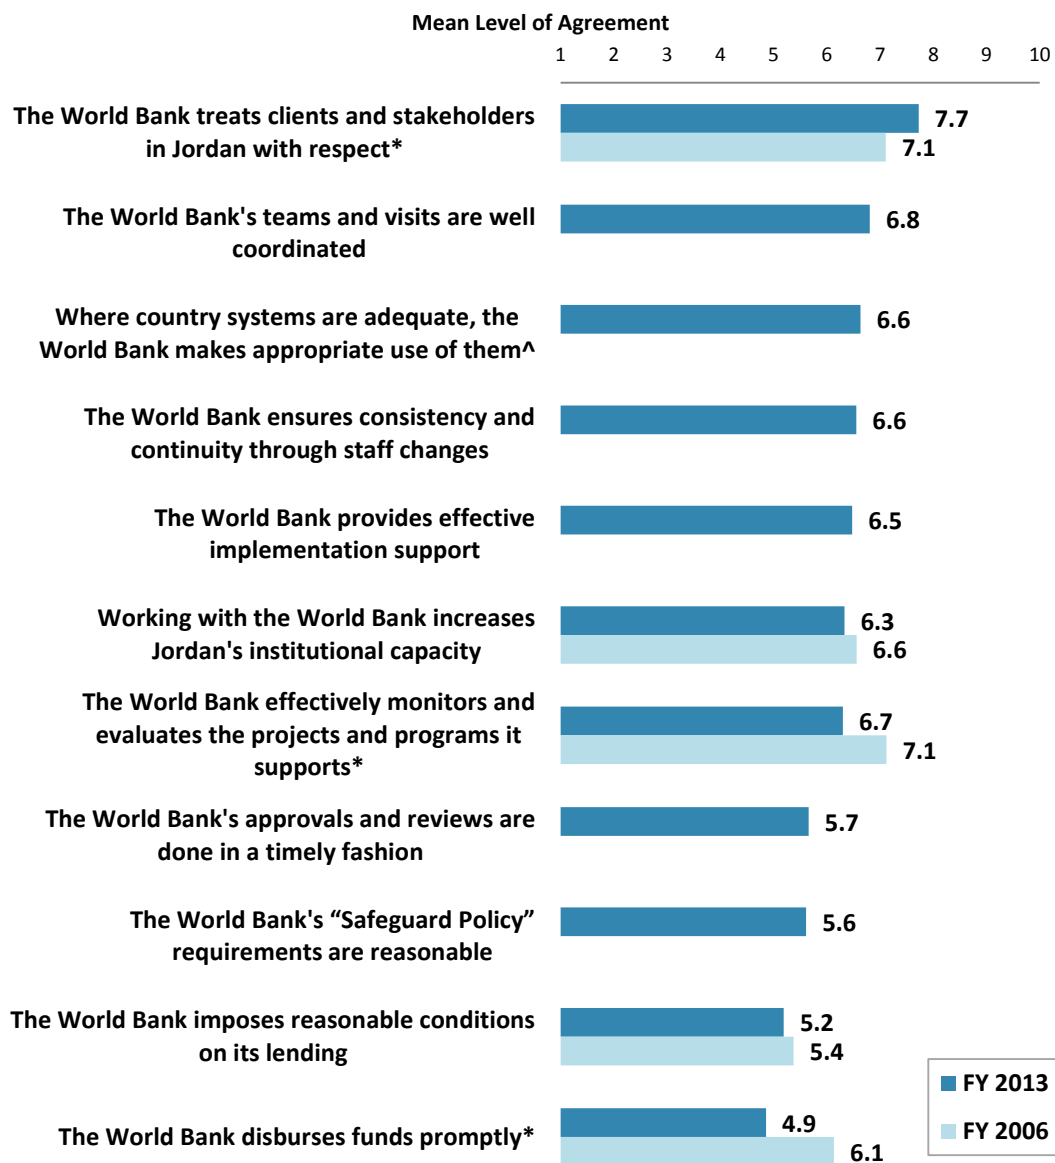 Mean Level of Agreement
1 2 3 4 5 6 7 8 9 10
The World Bank treats clients and stakeholders
in Jordan with respect*
7.7
7.1
The World Bank's teams and visits are well
coordinated
6.8
Where country systems are adequate, the
World Bank makes appropriate use of them^
6.6
The World Bank ensures consistency and
continuity through staff changes
6.6
The World Bank provides effective
implementation support
6.5
Working with the World Bank increases
Jordan's institutional capacity
6.3
6.6
The World Bank effectively monitors and
evaluates the projects and programs it
supports*
6.7
7.1
The World Bank's approvals and reviews are
done in a timely fashion
5.7
The World Bank's “Safeguard Policy”
requirements are reasonable
5.6
The World Bank imposes reasonable conditions
on its lending
5.2
5.4
The World Bank disburses funds promptly*
4.9
6.1
FY 2013
FY 2006